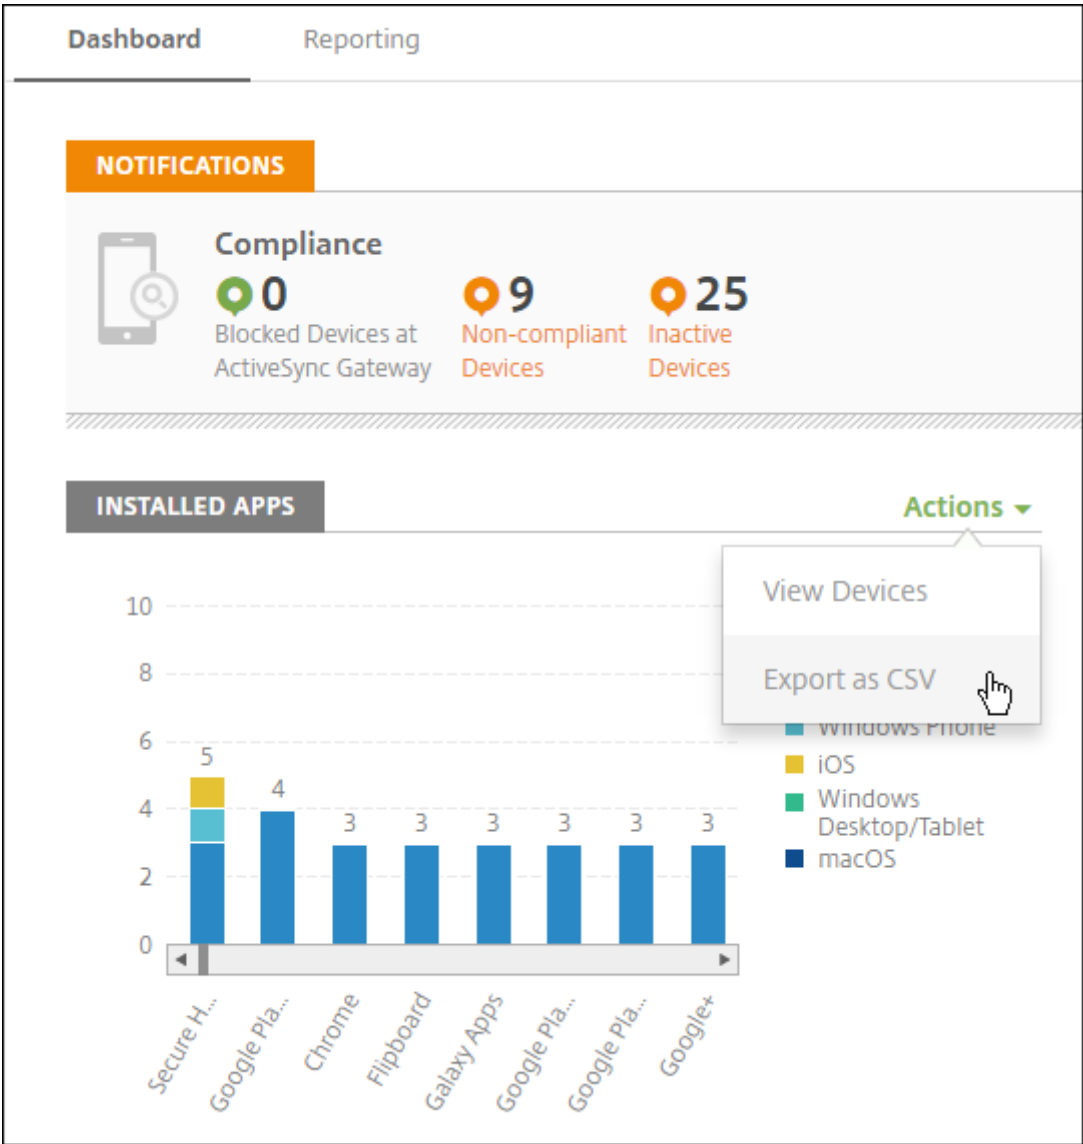 Dashboard Reporting
NOTIFICATIONS
Compliance
0 9 25
Blocked Devices at Non-compliant Inactive
ActiveSync Gateway Devices Devices
INSTALLED APPS Actions
View Devices
Export as CSV
10
8
6
4
2
0
5
4
3
3
3
3
3
3
Windows Phone
iOS
Windows
Desktop/Tablet
macOS
Secure H...
Google Pla...
Chrome
Flipboard
Galaxy Apps
Google Pla...
Google Pla...
Google+